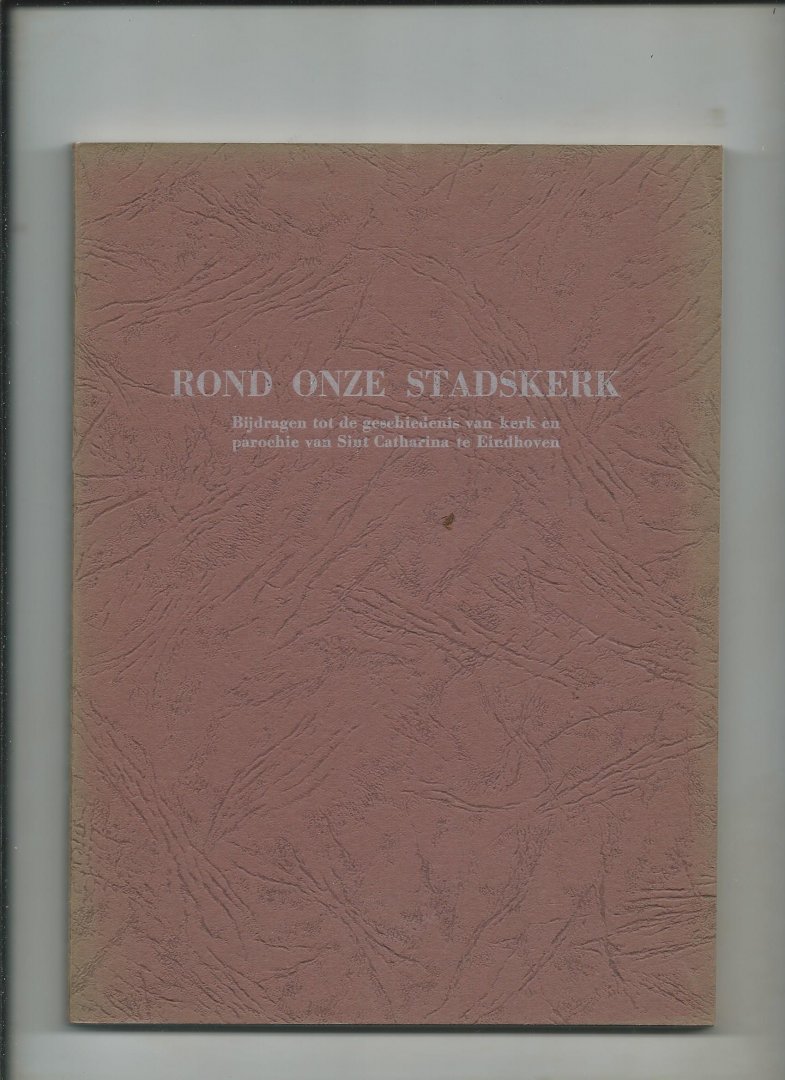 ROND ONZE STADSKERK
Bijdragen tot de geschiedenis van kerk en
parochie van Sint Catharina te Eindhoven